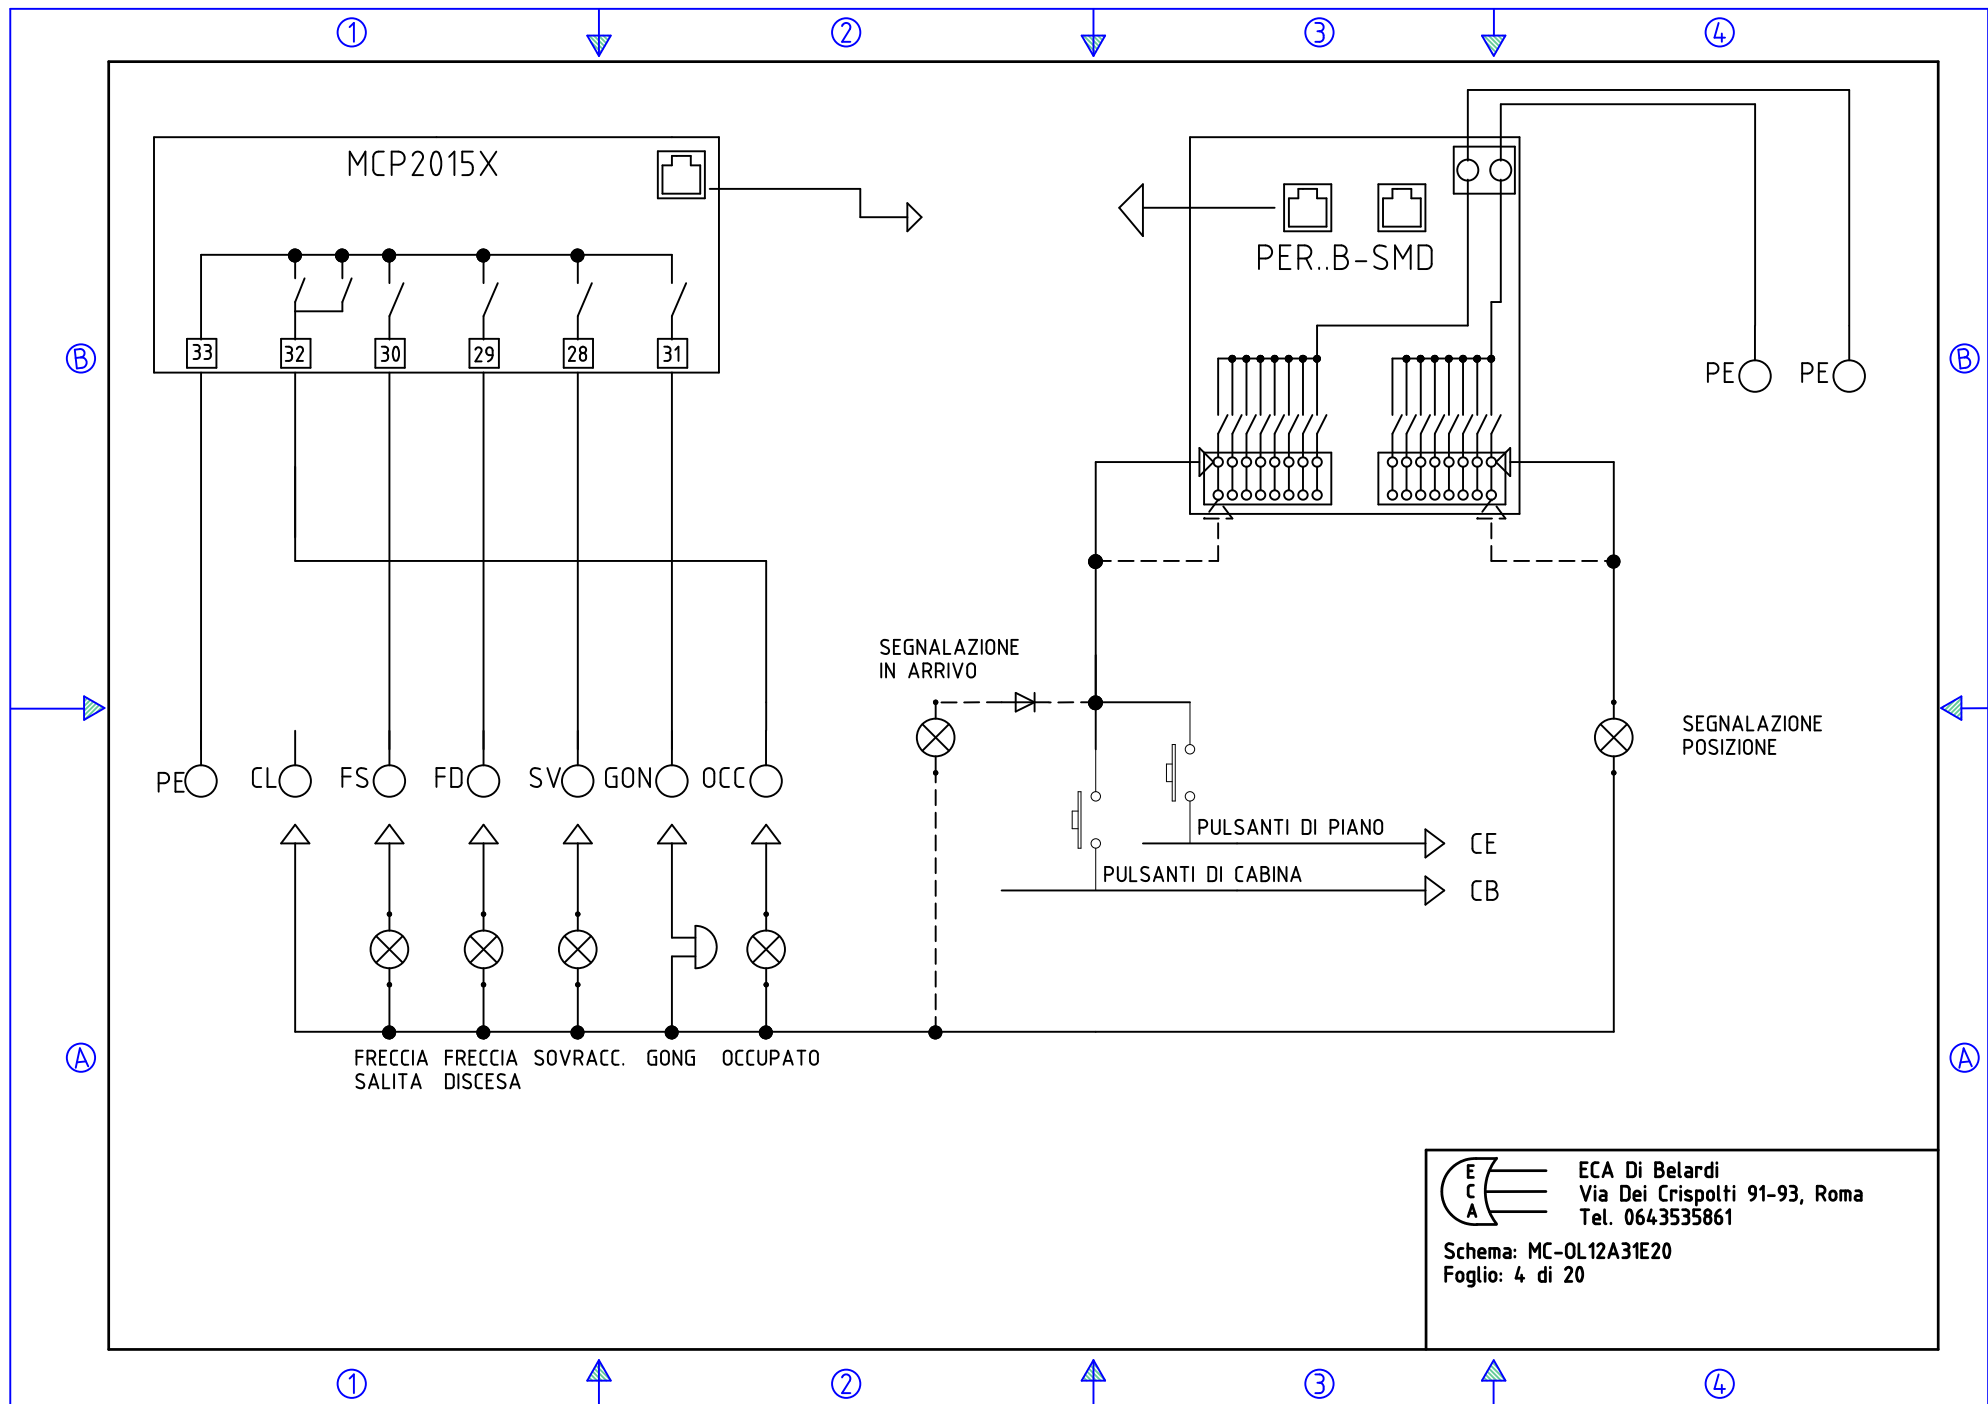 1 2 3 4
MCP2015X
PER..B-SMD
33 32 30 29 28 31
B
B
PE PE
SEGNALAZIONE
IN ARRIVO
SEGNALAZIONE
POSIZIONE
PE CL FS FD SV GON OCC
PULSANTI DI PIANO
CE
PULSANTI DI CABINA
CB
A
A
FRECCIA
SALITA
FRECCIA
DISCESA
SOVRACC.
GONG
OCCUPATO
E
C
A
ECA Di Belardi
Via Dei Crispolti 91-93, Roma
Tel. 0643535861
Schema: MC-OL12A31E20
Foglio: 4 di 20
1 2 3 4